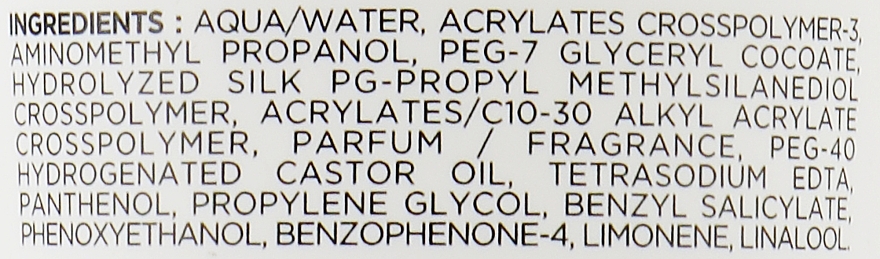 INGREDIENTS : AQUA/WATER, ACRYLATES CROSSPOLYMER-3,
AMINOMETHYL PROPANOL, PEG-7 GLYCERYL COCOATE,
HYDROLYZED SILK PG-PROPYL METHYLSILANEDIOL
CROSSPOLYMER, ACRYLATES/C10-30 ALKYL ACRYLATE
CROSSPOLYMER, PARFUM / FRAGRANCE, PEG-40
HYDROGENATED CASTOR OIL, TETRASODIUM EDTA,
PANTHENOL, PROPYLENE GLYCOL, BENZYL SALICYLATE,
PHENOXYETHANOL, BENZOPHENONE-4, LIMONENE, LINALOOL.